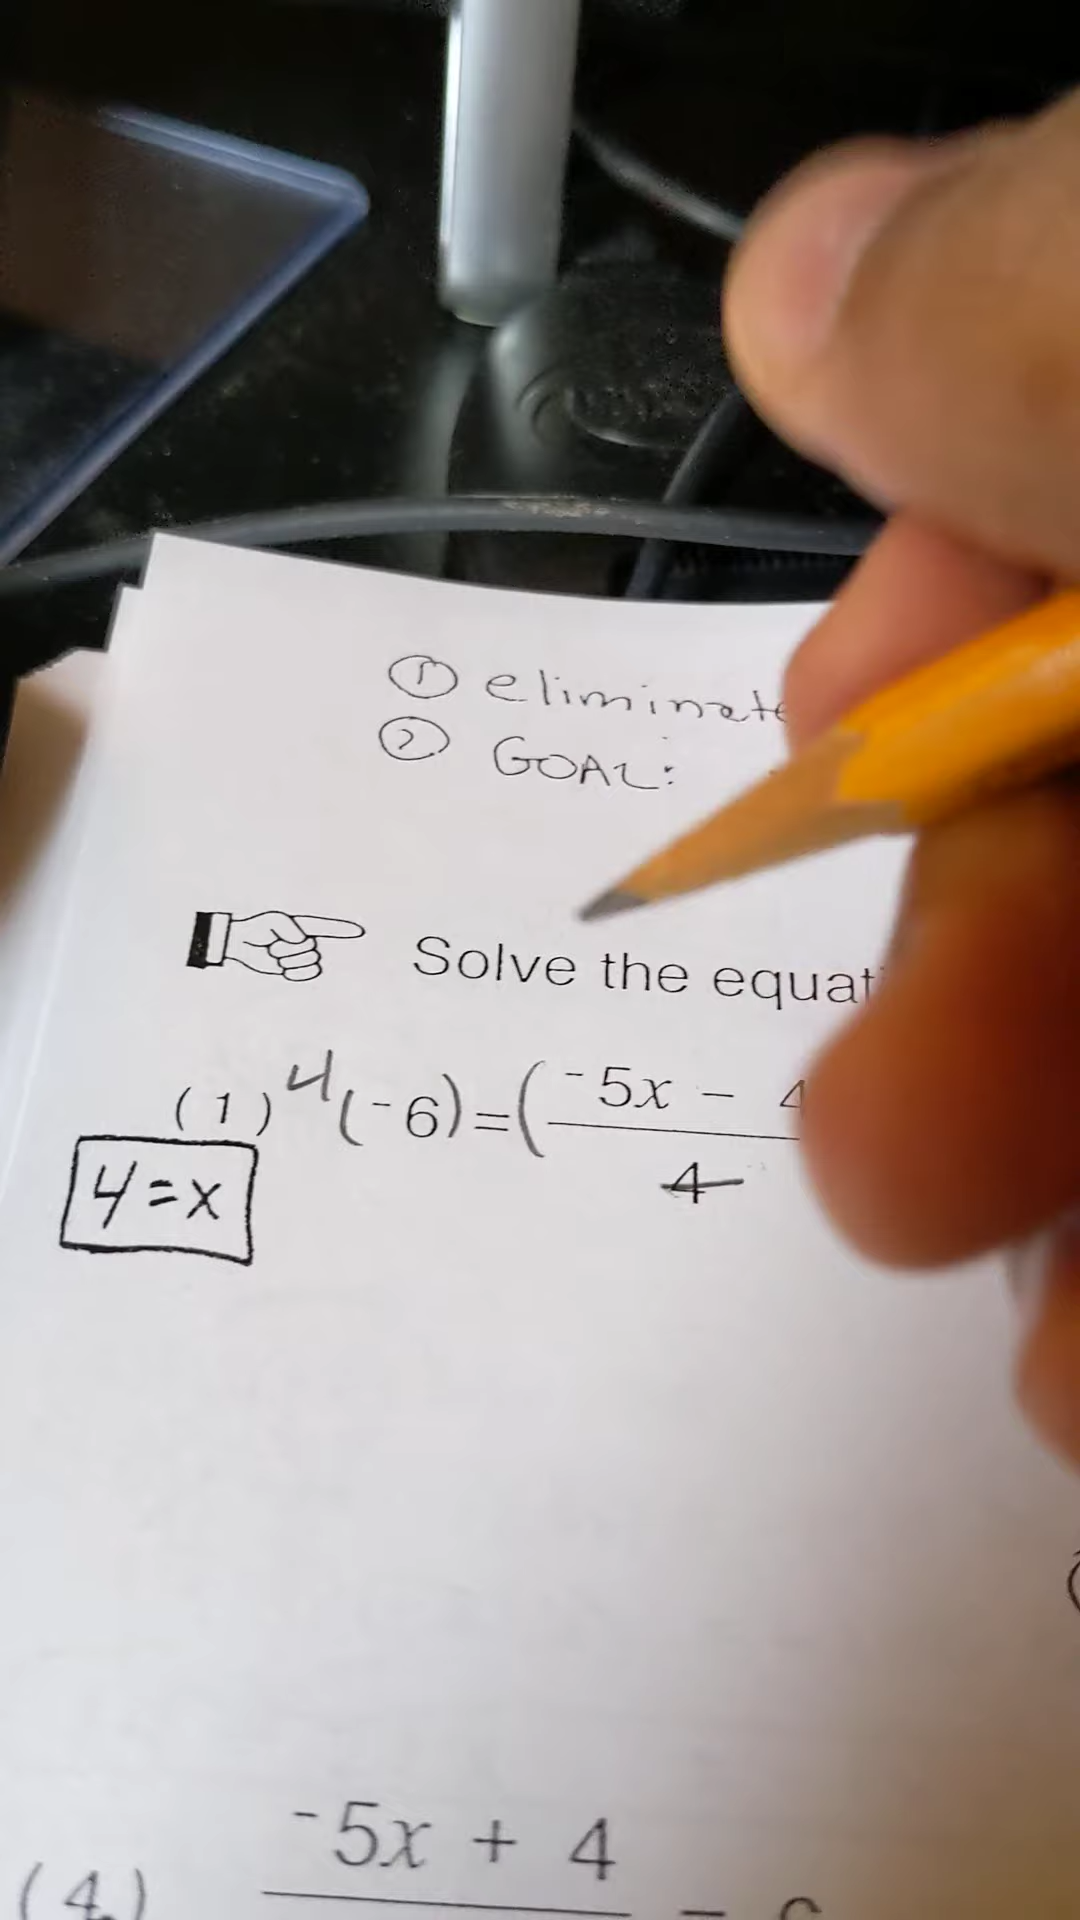 ① eliminate
② GOAL:
Solve the equat
(1) 4(-6)=(-5x - 4
4
4=x
-5x + 4
(4)